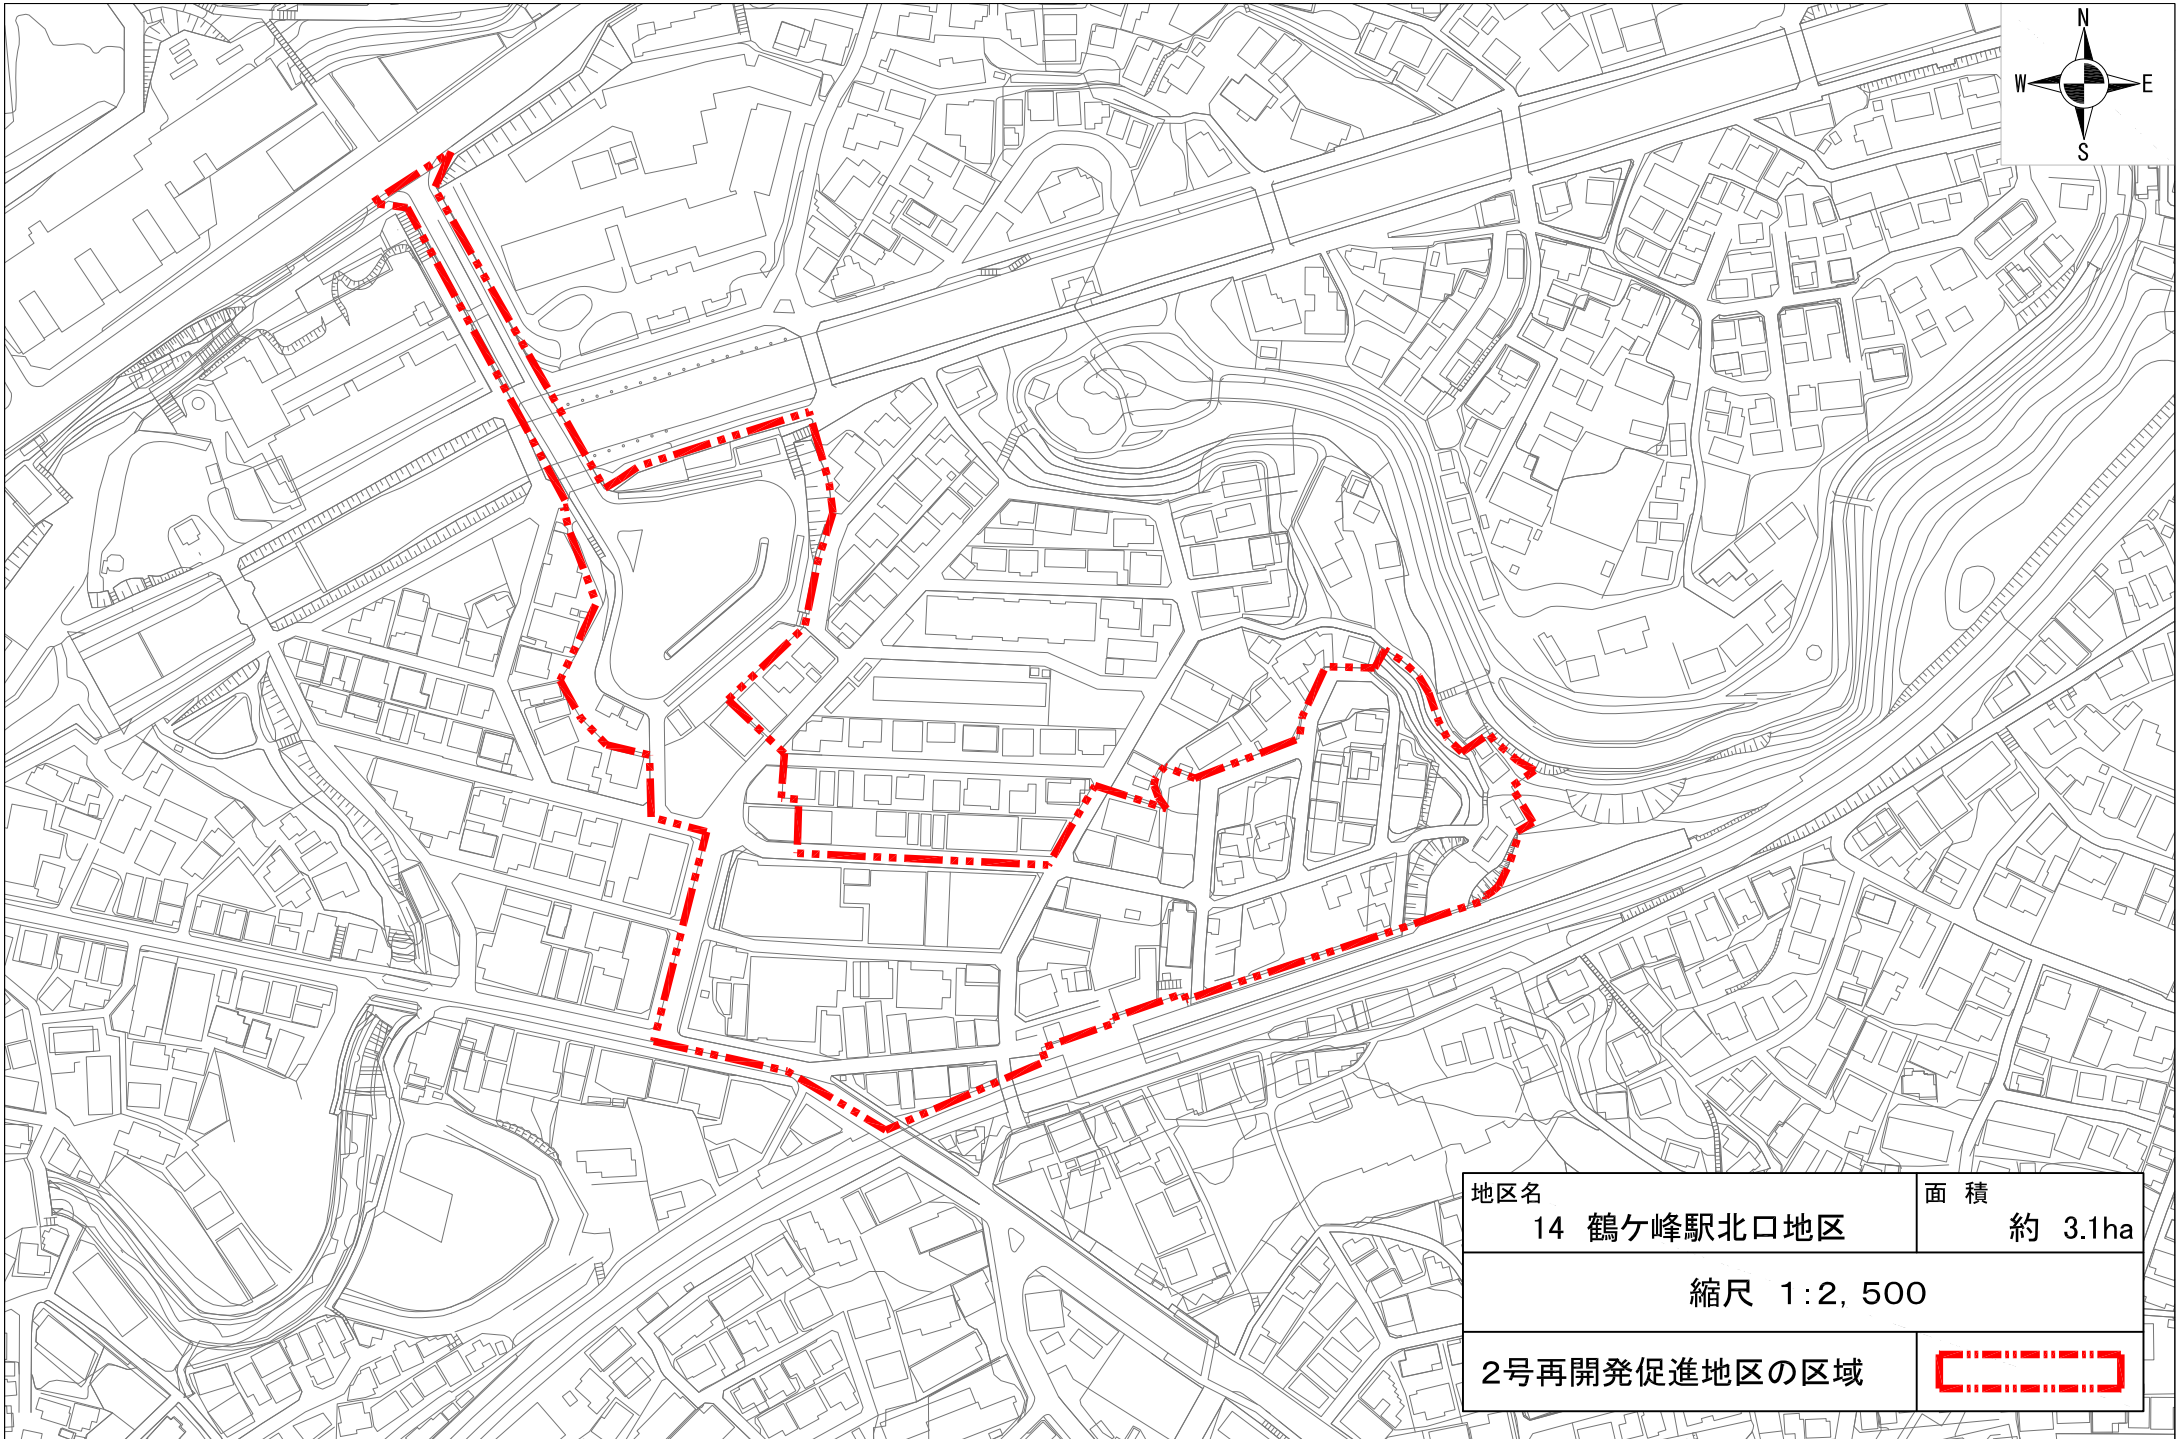 N
W E
S
地区名
14 鶴ケ峰駅北口地区
面 積
約 3.1ha
縮尺 1:2,500
2号再開発促進地区の区域